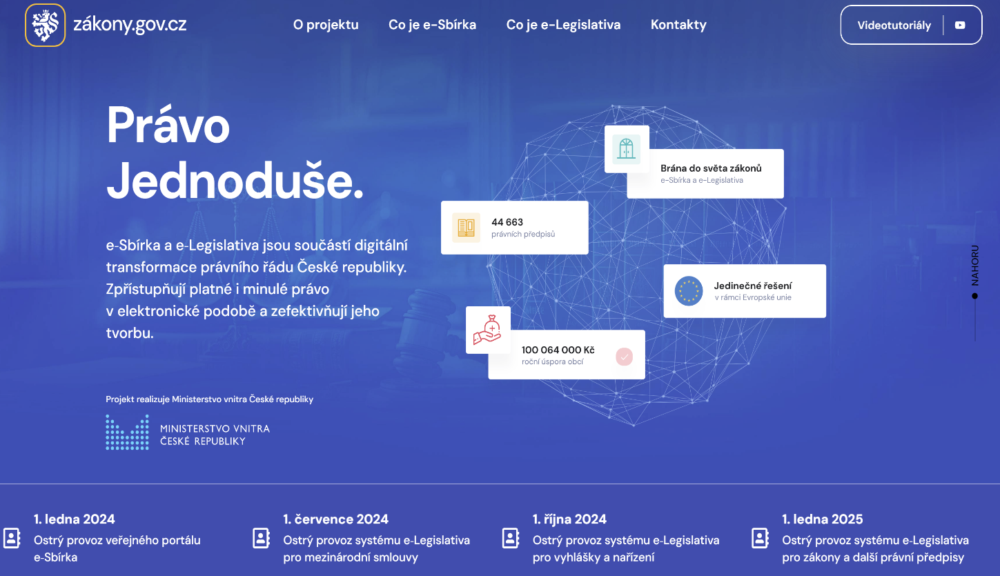 zákony.gov.cz
O projektu
Co je e-Sbírka
Co je e-Legislativa
Kontakty
Videotutoriály
Právo
Jednoduše.
e-Sbírka a e-Legislativa jsou součástí digitální
transformace právního řádu České republiky.
Zpřístupňují platné i minulé právo
v elektronické podobě a zefektivňují jeho
tvorbu.
Projekt realizuje Ministerstvo vnitra České republiky
MINISTERSTVO VNITRA
ČESKÉ REPUBLIKY
Brána do světa zákonů
e-Sbírka a e-Legislativa
44 663
právních předpisů
Jedinečné řešení
v rámci Evropské unie
100 064 000 Kč
roční úspora obcí
NAHORU
1. ledna 2024
Ostrý provoz veřejného portálu
e-Sbírka
1. července 2024
Ostrý provoz systému e-Legislativa
pro mezinárodní smlouvy
1. října 2024
Ostrý provoz systému e-Legislativa
pro vyhlášky a nařízení
1. ledna 2025
Ostrý provoz systému e-Legislativa
pro zákony a další právní předpisy